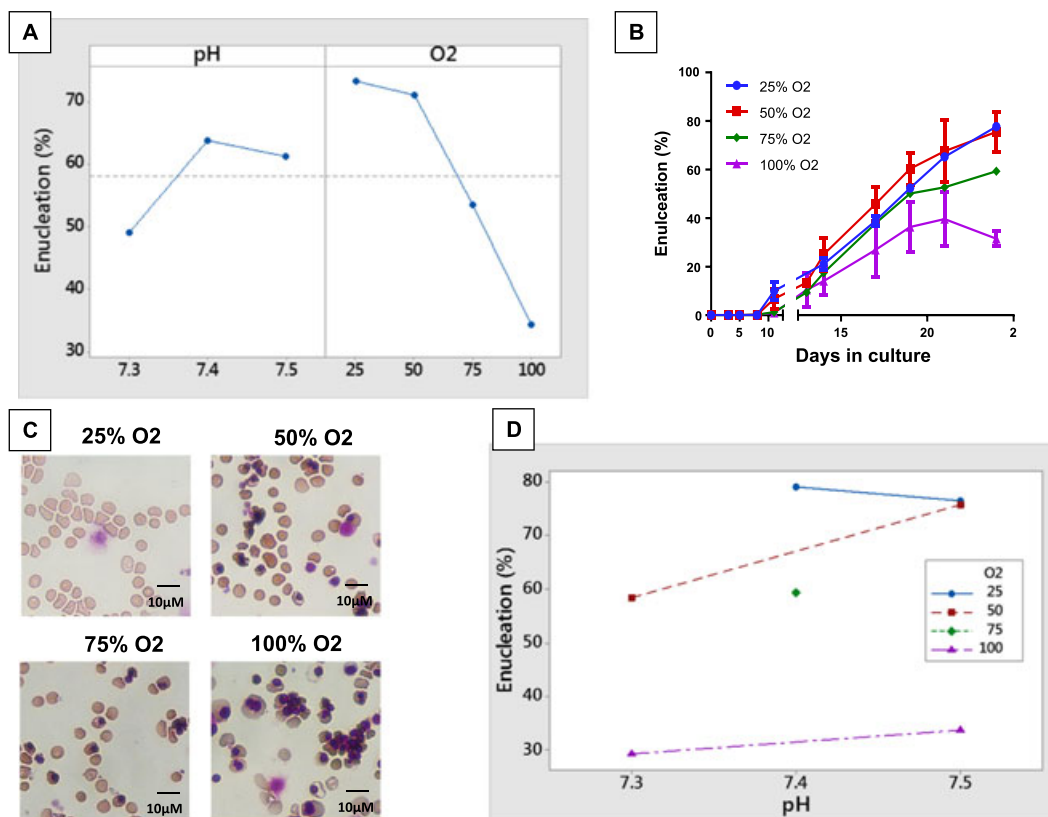 A
pH
O2
Enucleation (%)
70
60
50
40
30
7.3
7.4
7.5
25
50
75
100
B
25% O2
50% O2
75% O2
100% O2
Enulceation (%)
100
80
60
40
20
0
0
5
10
15
20
2
Days in culture
C
25% O2
50% O2
10μM
10μM
75% O2
100% O2
10μM
10μM
D
Enucleation (%)
80
70
60
50
40
30
O2
25
50
75
100
7.3
7.4
7.5
pH